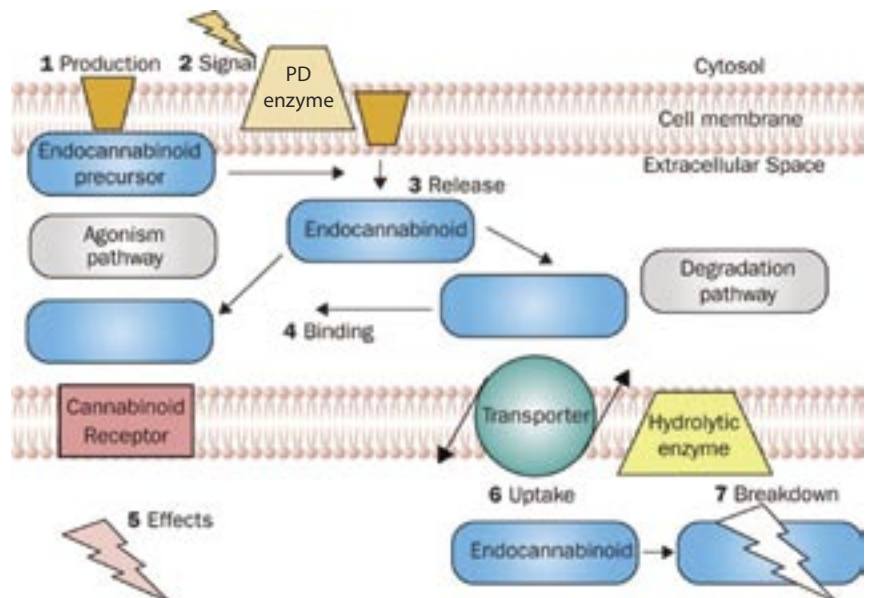 1 Production
2 Signal
PD
enzyme
Cytosol
Cell membrane
Extracellular Space
Endocannabinoid
precursor
3 Release
Endocannabinoid
Agonism
pathway
Degradation
pathway
4 Binding
Cannabinoid
Receptor
Transporter
Hydrolytic
enzyme
5 Effects
6 Uptake
7 Breakdown
Endocannabinoid